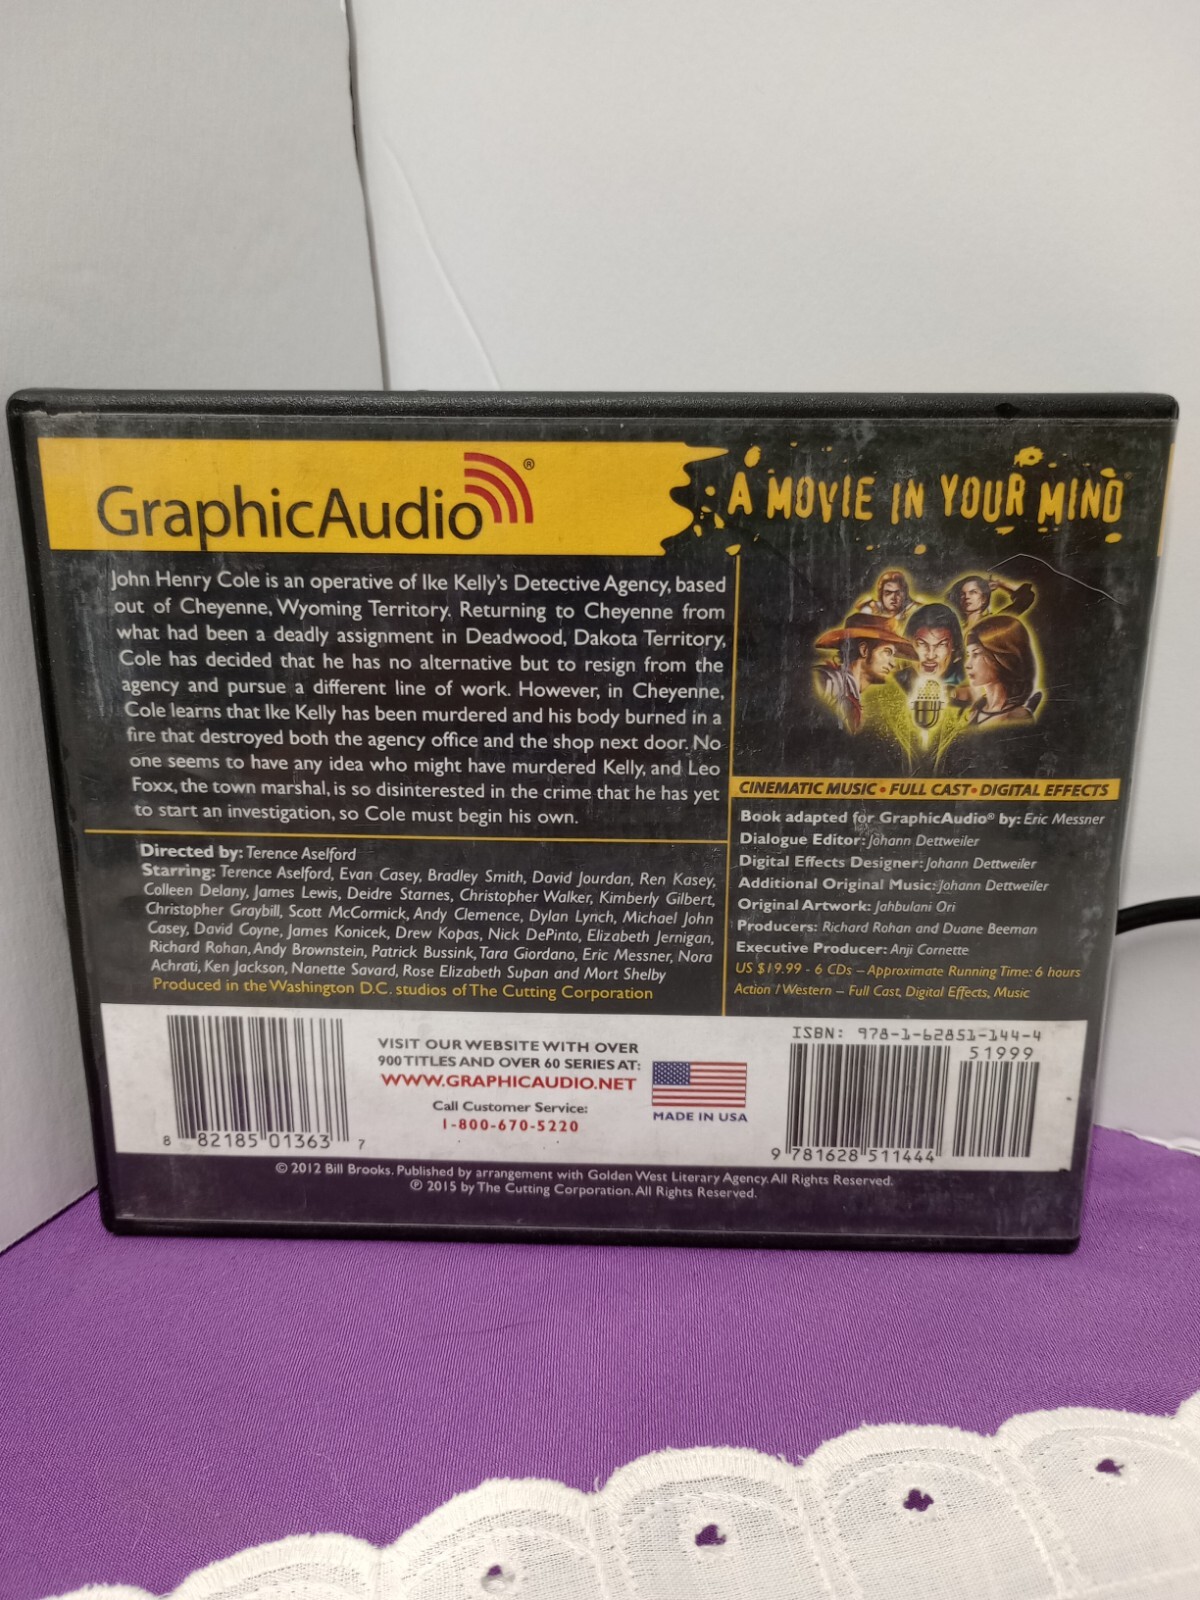 GraphicAudio®
A MOVIE IN YOUR MIND®
John Henry Cole is an operative of Ike Kelly's Detective Agency, based
out of Cheyenne, Wyoming Territory. Returning to Cheyenne from
what had been a deadly assignment in Deadwood, Dakota Territory,
Cole has decided that he has no alternative but to resign from the
agency and pursue a different line of work. However, in Cheyenne,
Cole learns that Ike Kelly has been murdered and his body burned in a
fire that destroyed both the agency office and the shop next door. No
one seems to have any idea who might have murdered Kelly, and Leo
Foxx, the town marshal, is so disinterested in the crime that he has yet
to start an investigation, so Cole must begin his own.
Directed by: Terence Aselford
Starring: Terence Aselford, Evan Casey, Bradley Smith, David Jourdan, Ren Kasey,
Colleen Delany, James Lewis, Deidre Starnes, Christopher Walker, Kimberly Gilbert,
Christopher Graybill, Scott McCormick, Andy Clemence, Dylan Lynch, Michael John
Casey, David Coyne, James Konicek, Drew Kopas, Nick DePinto, Elizabeth Jernigan,
Richard Rohan, Andy Brownstein, Patrick Bussink, Tara Giordano, Eric Messner, Nora
Achrati, Ken Jackson, Nanette Savard, Rose Elizabeth Supan and Mort Shelby
Produced in the Washington D.C. studios of The Cutting Corporation
CINEMATIC MUSIC • FULL CAST • DIGITAL EFFECTS
Book adapted for GraphicAudio® by: Eric Messner
Dialogue Editor: Johann Dettweiler
Digital Effects Designer: Johann Dettweiler
Additional Original Music: Johann Dettweiler
Original Artwork: Jahbulani Ori
Producers: Richard Rohan and Duane Beeman
Executive Producer: Anji Cornette
US $19.99 - 6 CDs – Approximate Running Time: 6 hours
Action / Western – Full Cast, Digital Effects, Music
8 82185 01363 7
VISIT OUR WEBSITE WITH OVER
900 TITLES AND OVER 60 SERIES AT:
WWW.GRAPHICAUDIO.NET
Call Customer Service:
1-800-670-5220
MADE IN USA
ISBN: 978-1-62851-144-4
51999
9 781628 511444
© 2012 Bill Brooks. Published by arrangement with Golden West Literary Agency. All Rights Reserved.
℗ 2015 by The Cutting Corporation. All Rights Reserved.